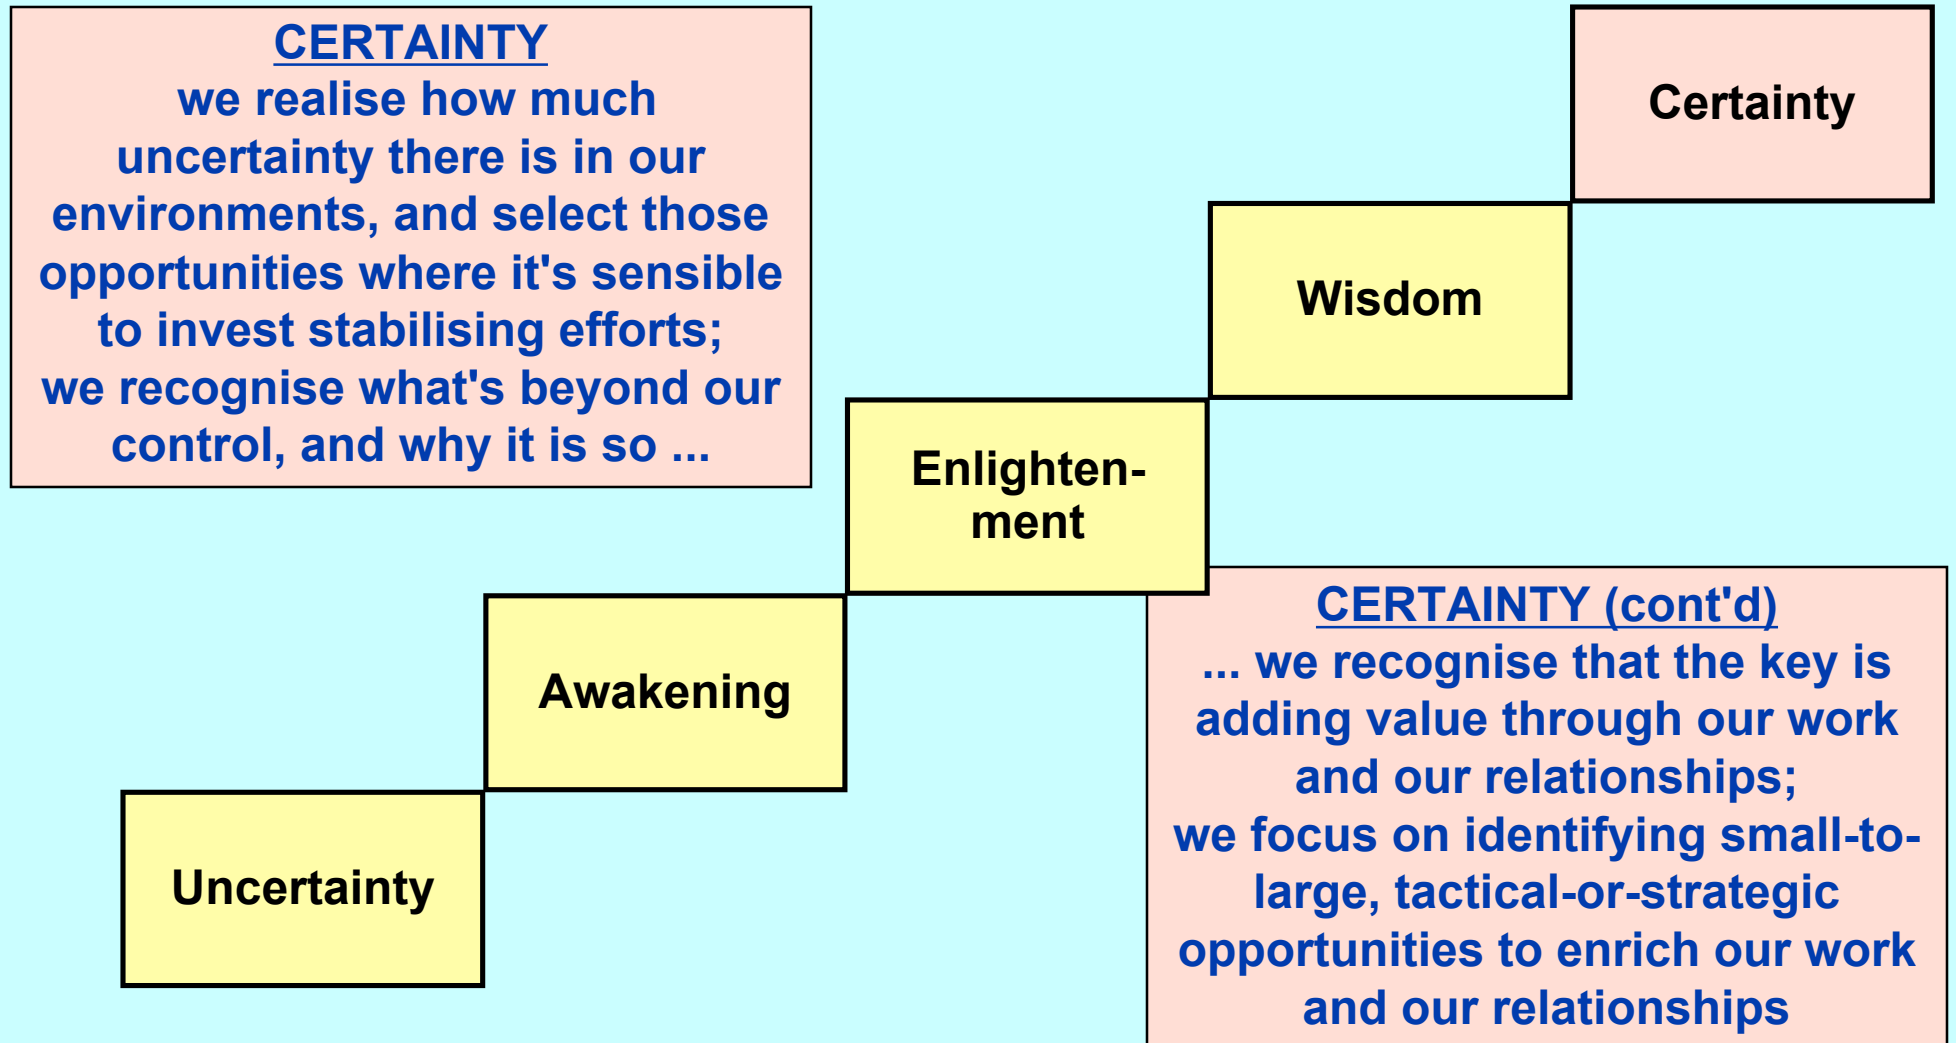 CERTAINTY
we realise how much
uncertainty there is in our
environments, and select those
opportunities where it's sensible
to invest stabilising efforts;
we recognise what's beyond our
control, and why it is so ...
Certainty
Wisdom
Enlighten-
ment
Awakening
Uncertainty
CERTAINTY (cont'd)
... we recognise that the key is
adding value through our work
and our relationships;
we focus on identifying small-to-
large, tactical-or-strategic
opportunities to enrich our work
and our relationships